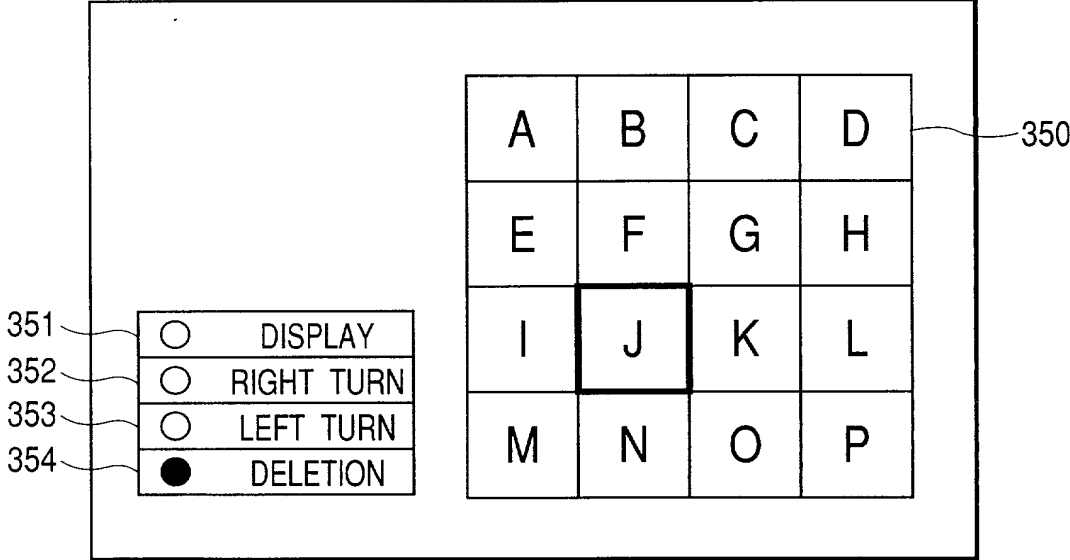 A B C D
350
E F G H
I J K L
M N O P
351
DISPLAY
352
RIGHT TURN
353
LEFT TURN
354
DELETION